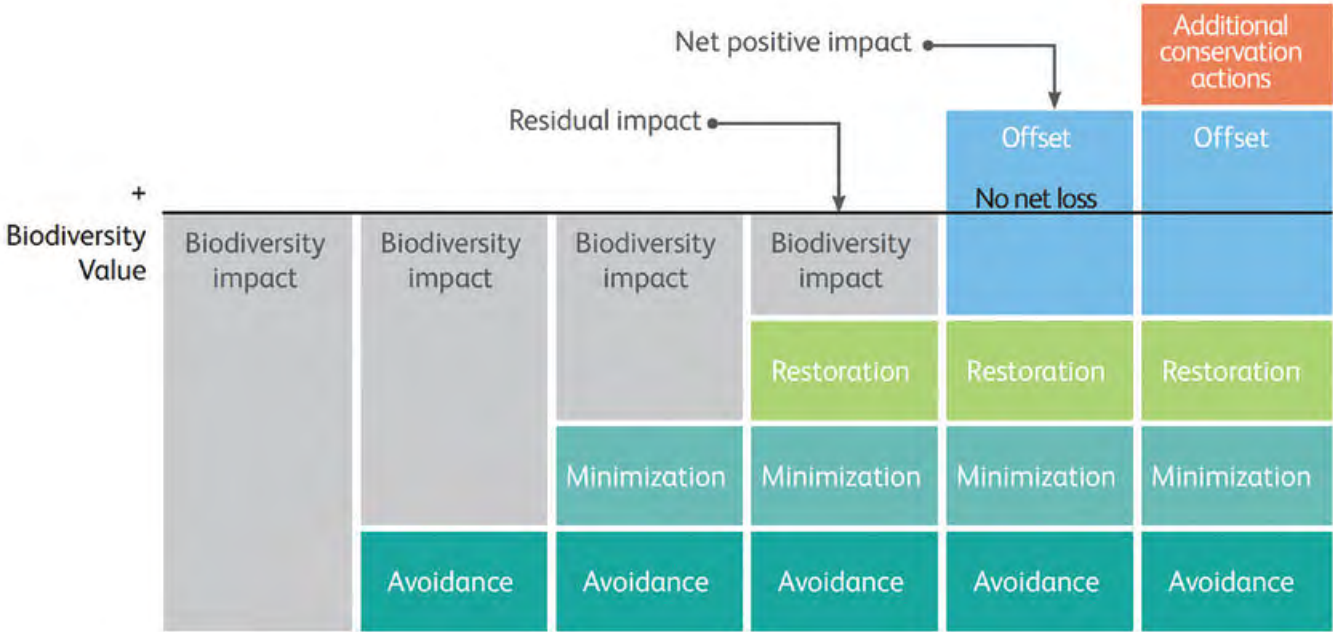 Additional
conservation
actions
Net positive impact
Residual impact
Offset
Offset
+
No net loss
Biodiversity
Value
Biodiversity
impact
Biodiversity
impact
Biodiversity
impact
Biodiversity
impact
Restoration
Restoration
Restoration
Minimization
Minimization
Minimization
Minimization
Avoidance
Avoidance
Avoidance
Avoidance
Avoidance